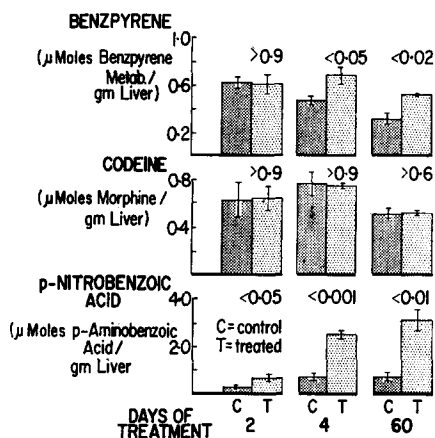 BENZPYRENE
1.0
(μMoles Benzpyrene
Metab./
gm Liver)
0.6
0.2
>0.9 <0.05 <0.02
CODEINE
0.8
(μMoles Morphine /
gm Liver)
0.4
>0.9 >0.9 >0.6
p-NITROBENZOIC
ACID
4.0
(μMoles p-Aminobenzoic
Acid/
gm Liver
2.0
<0.05 <0.001 <0.01
C=control
T=treated
C T C T C T
DAYS OF
TREATMENT
2 4 60